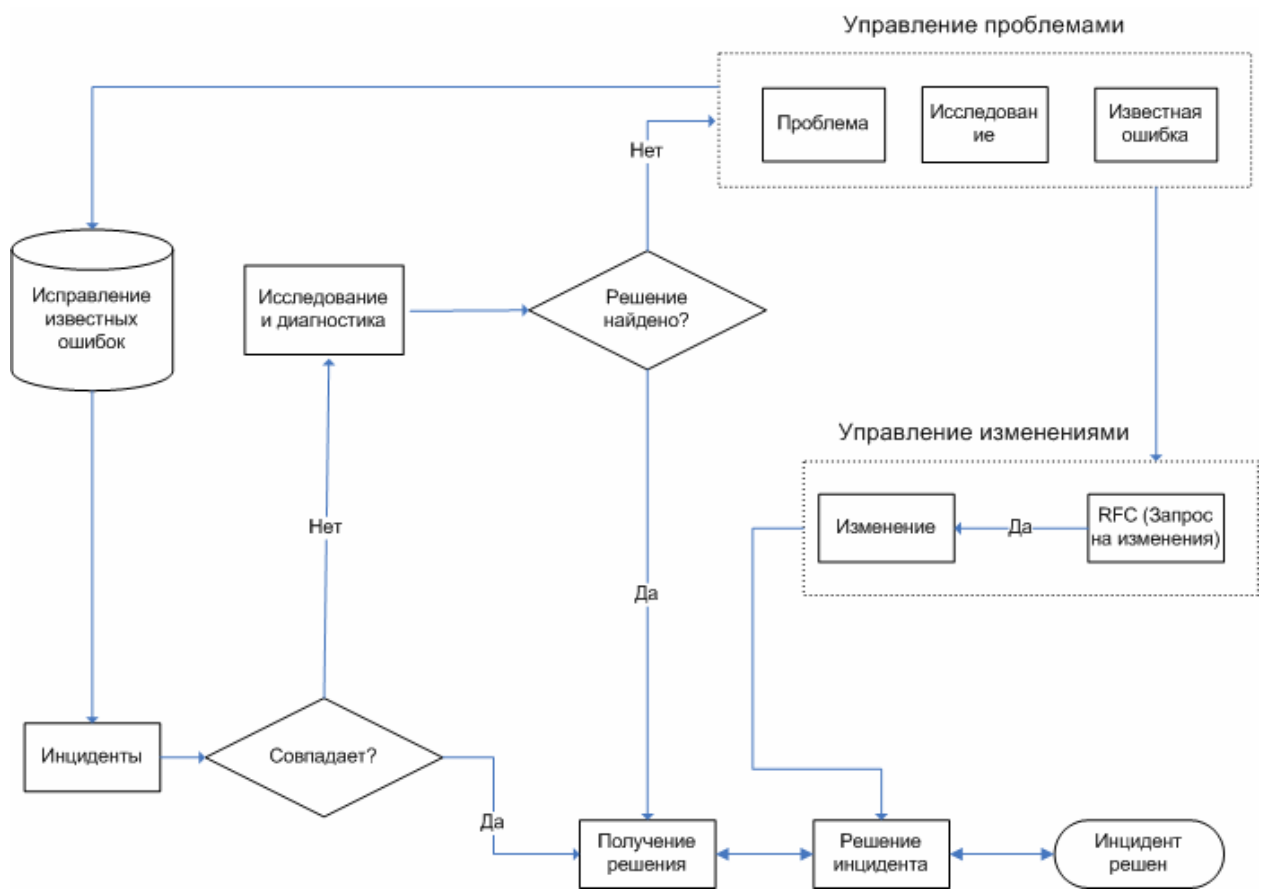 Управление проблемами
Проблема
Исследован
ие
Известная
ошибка
Нет
Исправление
известных
ошибок
Исследование
и диагностика
Решение
найдено?
Управление изменениями
Изменение
Да
RFC (Запрос
на изменения)
Нет
Да
Инциденты
Совпадает?
Да
Получение
решения
Решение
инцидента
Инцидент
решен